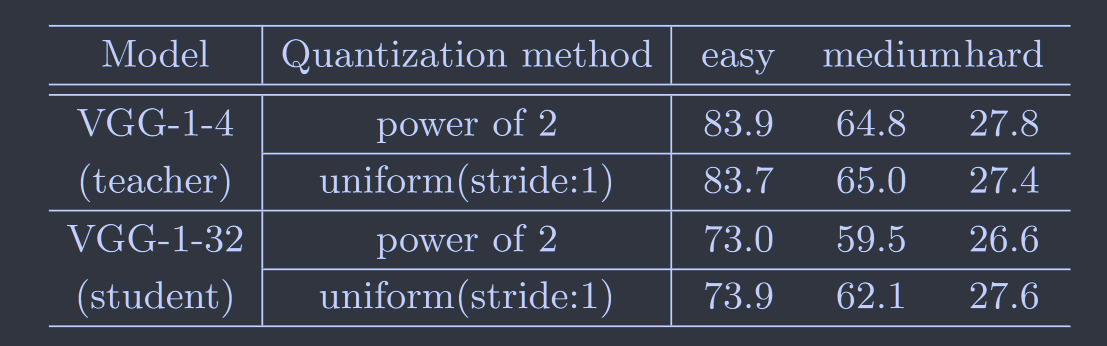 Model Quantization method easy mediumhard
VGG-1-4 power of 2 83.9 64.8 27.8
(teacher) uniform(stride:1) 83.7 65.0 27.4
VGG-1-32 power of 2 73.0 59.5 26.6
(student) uniform(stride:1) 73.9 62.1 27.6